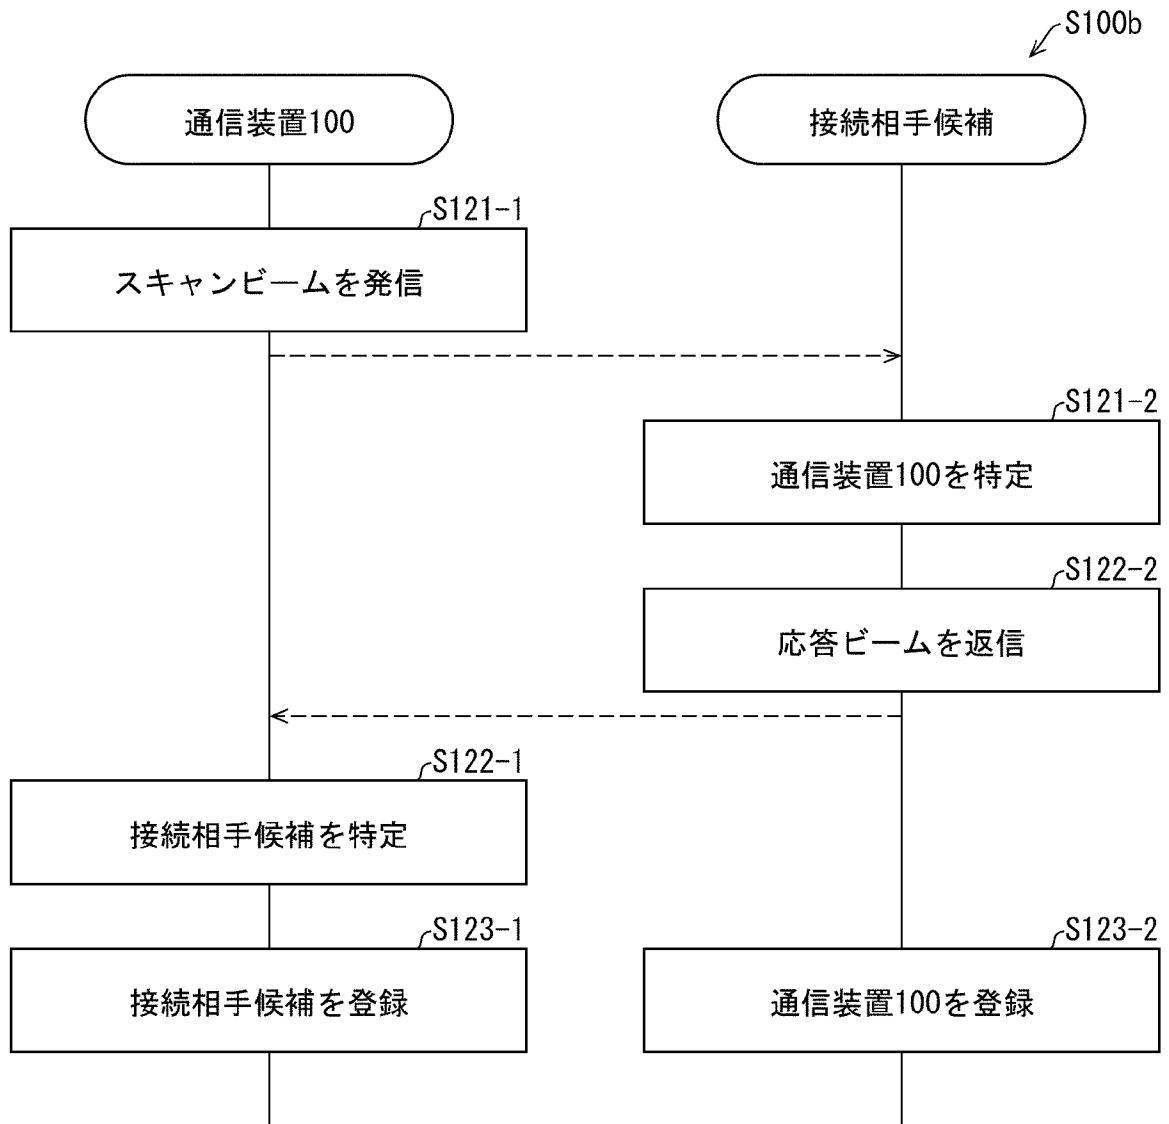 S100b
通信装置100
接続相手候補
S121-1
スキャンビームを発信
S121-2
通信装置100を特定
S122-2
応答ビームを返信
S122-1
接続相手候補を特定
S123-1
接続相手候補を登録
S123-2
通信装置100を登録